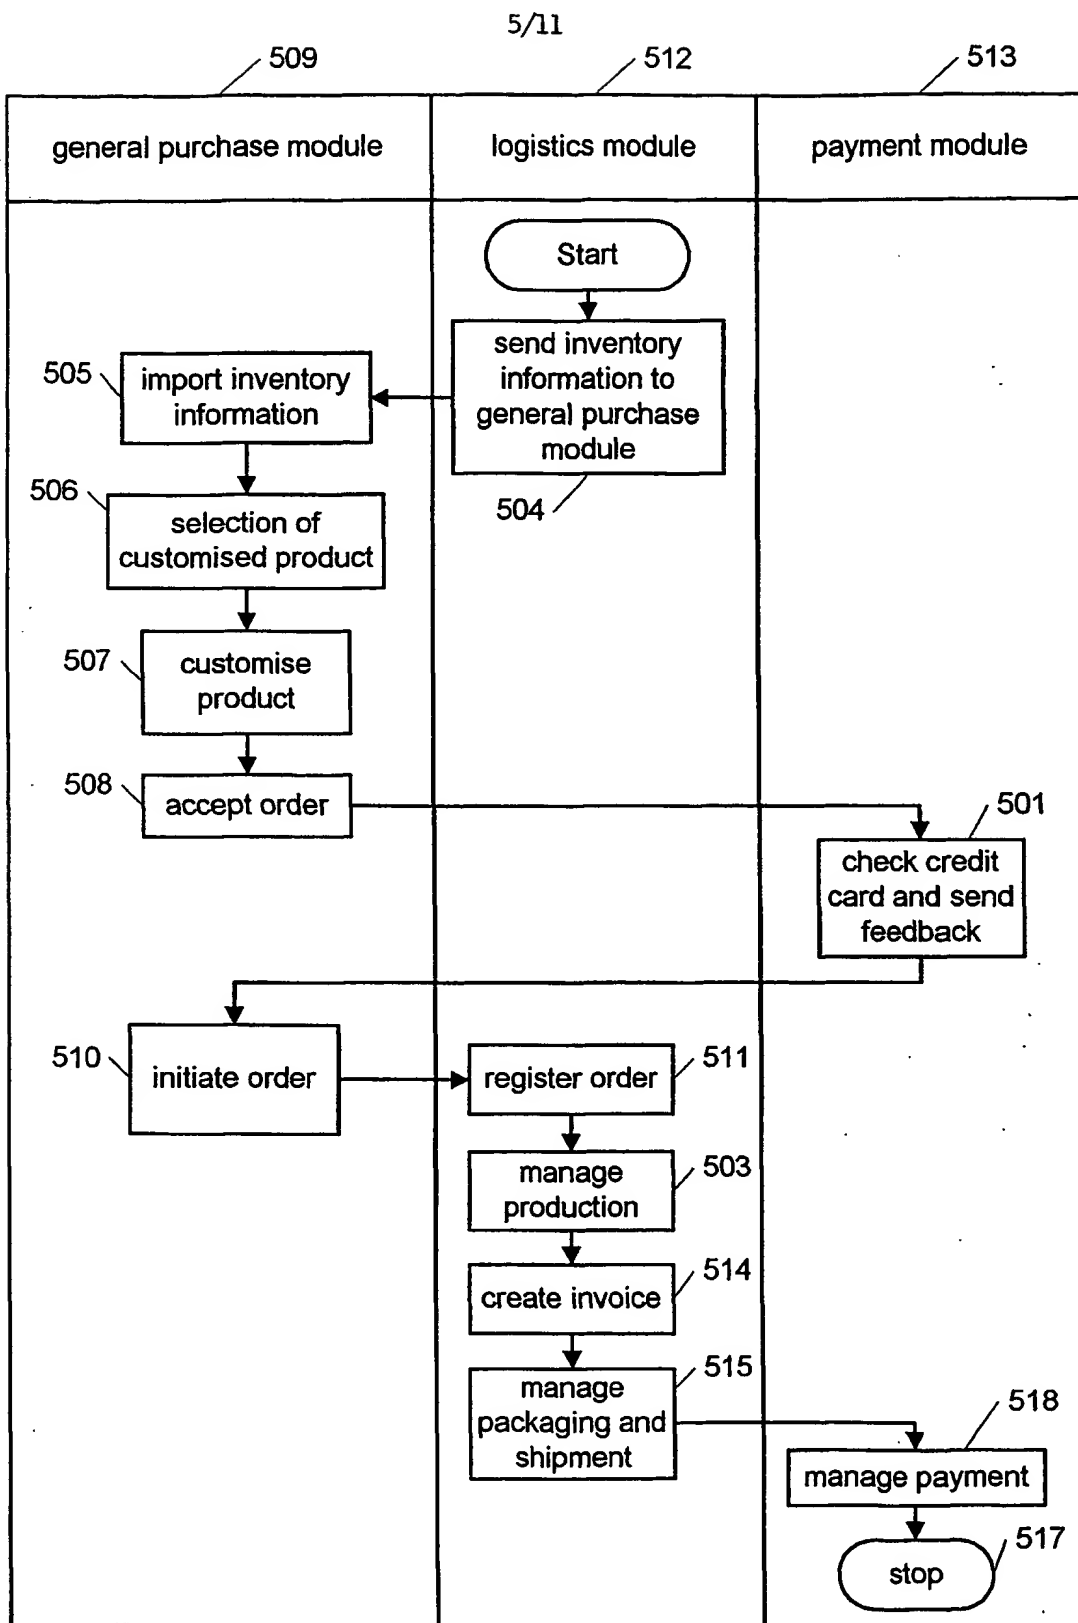 5/11
509
512
513
general purchase module
logistics module
payment module
Start
send inventory
information to
general purchase
module
504
505
import inventory
information
506
selection of
customised product
507
customise
product
508
accept order
501
check credit
card and send
feedback
510
initiate order
register order
511
manage
production
503
create invoice
514
manage
packaging and
shipment
515
518
manage payment
stop
517